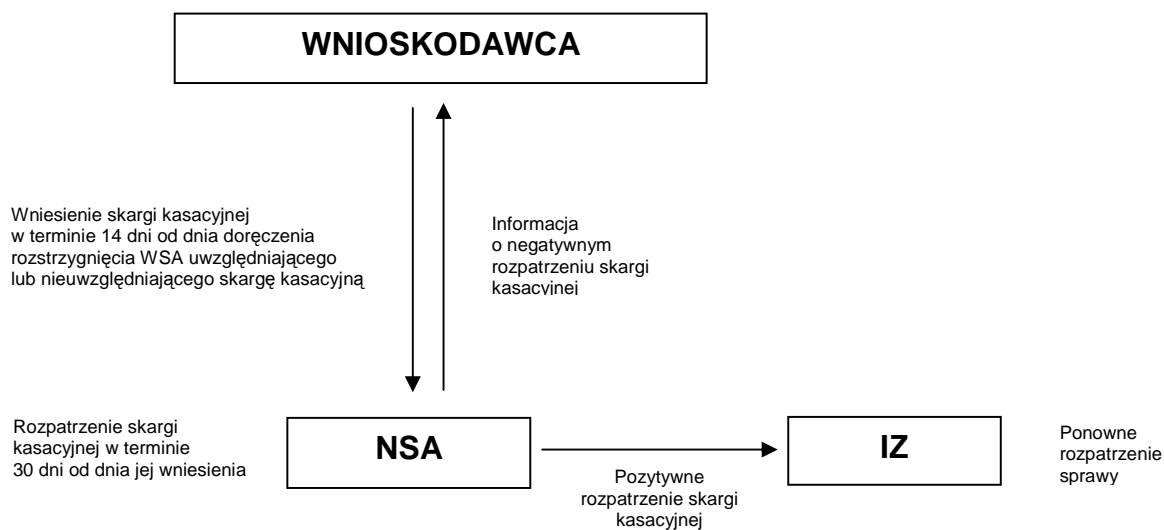 WNIOSKODAWCA
Wniesienie skargi kasacyjnej
w terminie 14 dni od dnia doręczenia
rozstrzygnięcia WSA uwzględniającego
lub nieuwzględniającego skargę kasacyjną
Informacja
o negatywnym
rozpatrzeniu skargi
kasacyjnej
Rozpatrzenie skargi
kasacyjnej w terminie
30 dni od dnia jej wniesienia
NSA
Pozytywne
rozpatrzenie skargi
kasacyjnej
IZ
Ponowne
rozpatrzenie
sprawy